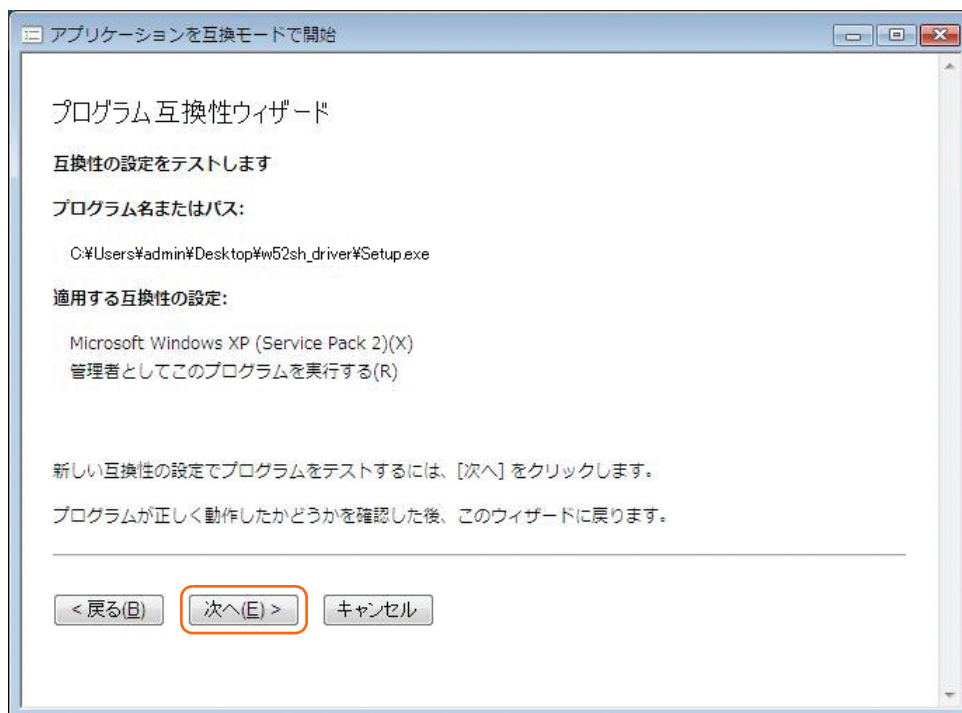 アプリケーションを互換モードで開始
プログラム互換性ウィザード
互換性の設定をテストします
プログラム名またはパス:
C:¥Users¥admin¥Desktop¥w52sh_driver¥Setup.exe
適用する互換性の設定:
Microsoft Windows XP (Service Pack 2)(X)
管理者としてこのプログラムを実行する(R)
新しい互換性の設定でプログラムをテストするには、[次へ] をクリックします。
プログラムが正しく動作したかどうかを確認した後、このウィザードに戻ります。
< 戻る(B) 次へ(E) > キャンセル